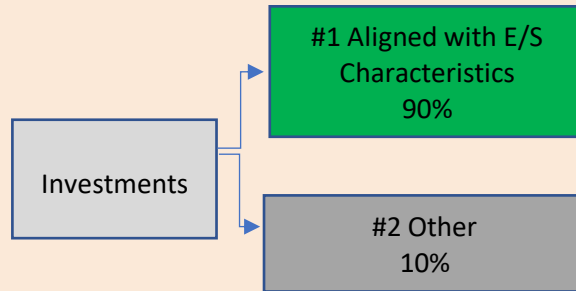 #1 Aligned with E/S
Characteristics
90%
Investments
#2 Other
10%